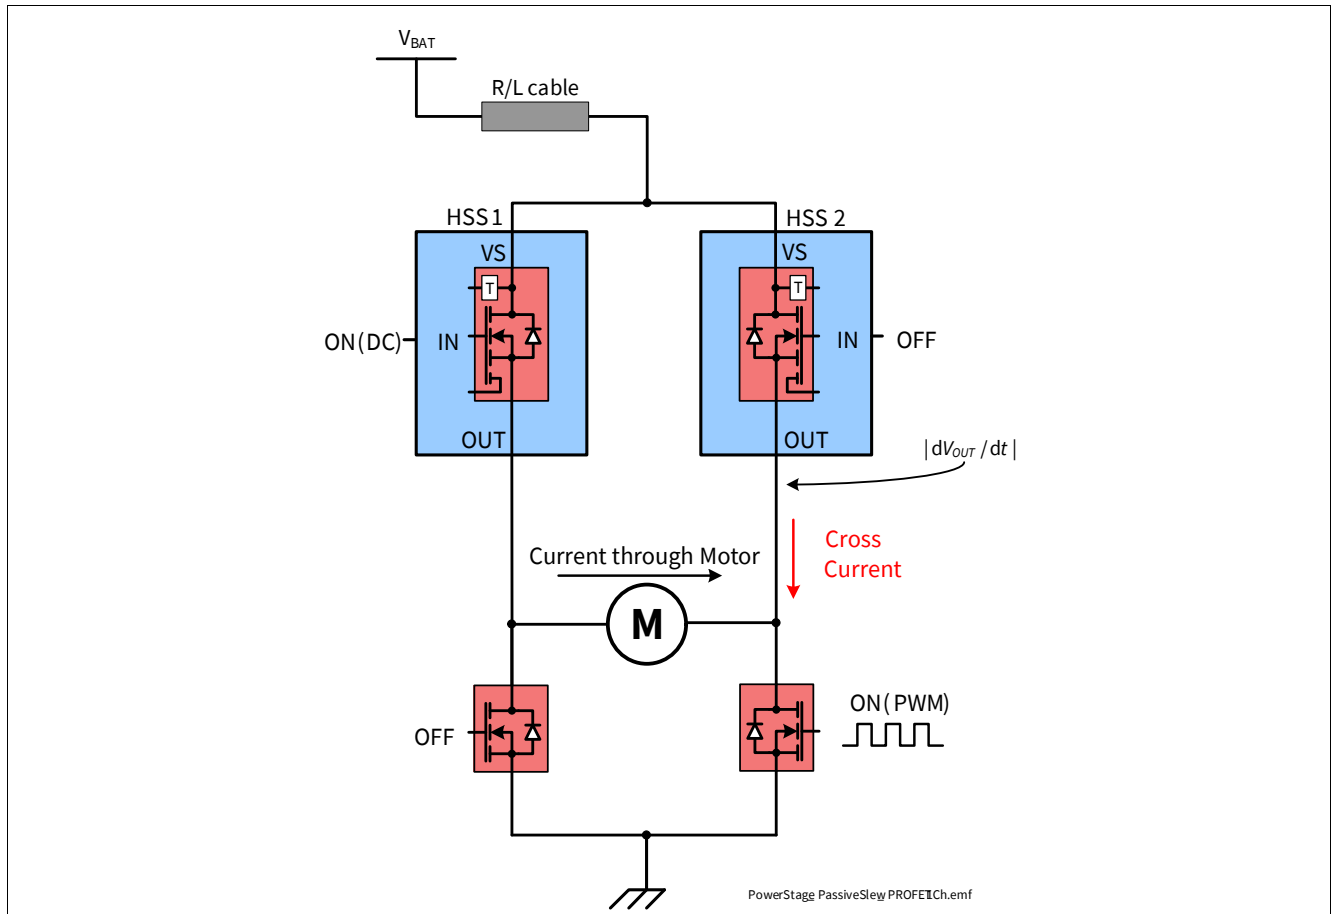 VBAT
R/L cable
HSS 1
HSS 2
VS
VS
T
T
ON(DC)
IN
IN
OFF
OUT
OUT
|dVOUT /dt|
Cross
Current
Current through Motor
M
ON(PWM)
OFF
PowerStage PassiveSlew PROFET1Ch.emf